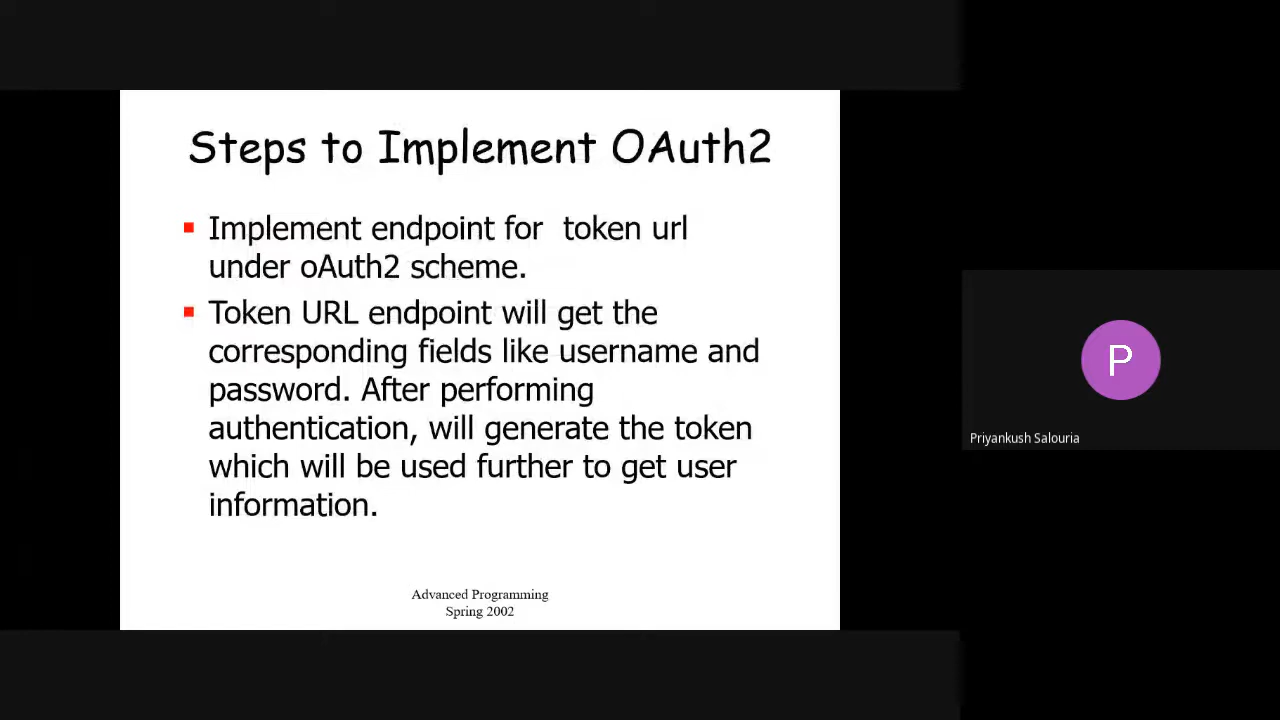 Steps to Implement OAuth2
Implement endpoint for  token url
under oAuth2 scheme.
Token URL endpoint will get the
corresponding fields like username and
password. After performing
authentication, will generate the token
which will be used further to get user
information.
Advanced Programming
Spring 2002
P
Priyankush Salouria